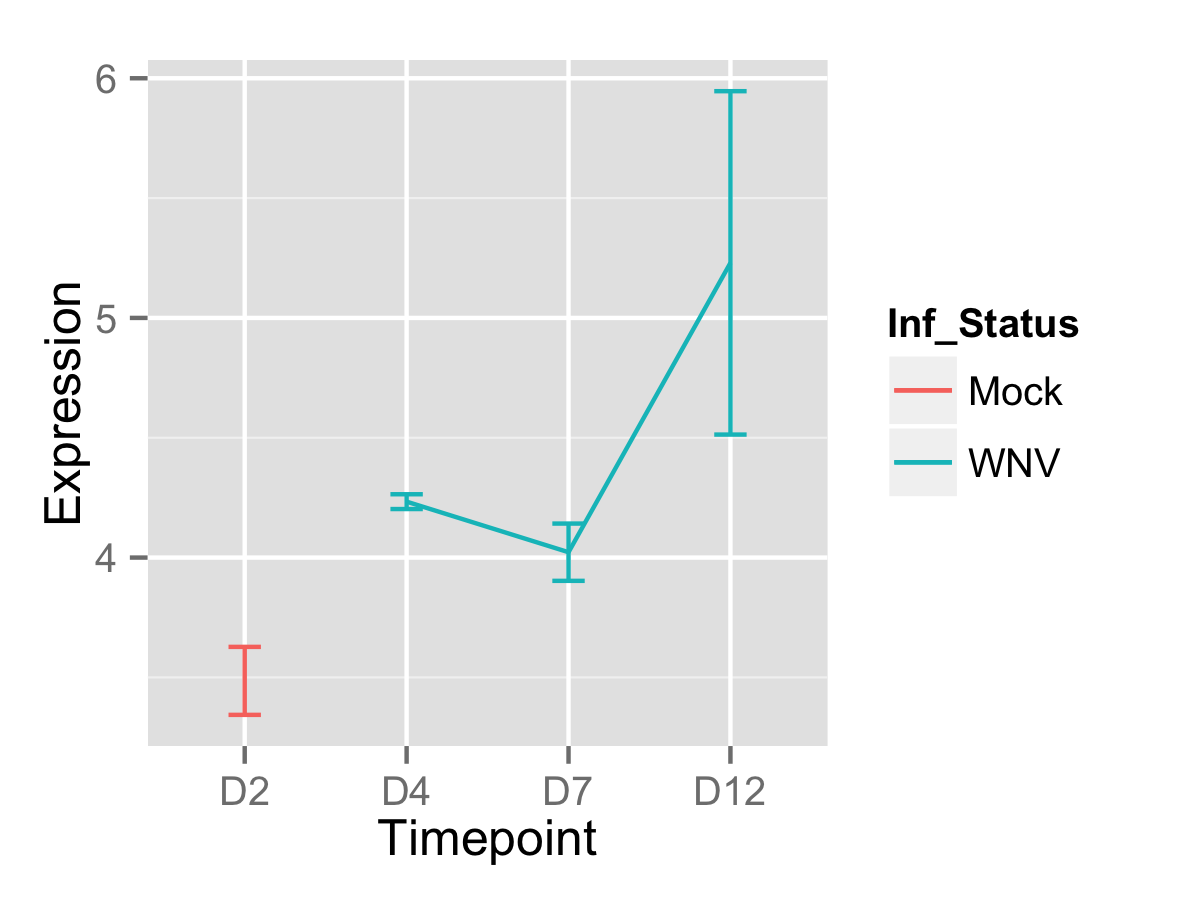 6
5
4
Expression
D2 D4 D7 D12
Timepoint
Inf_Status
Mock
WNV